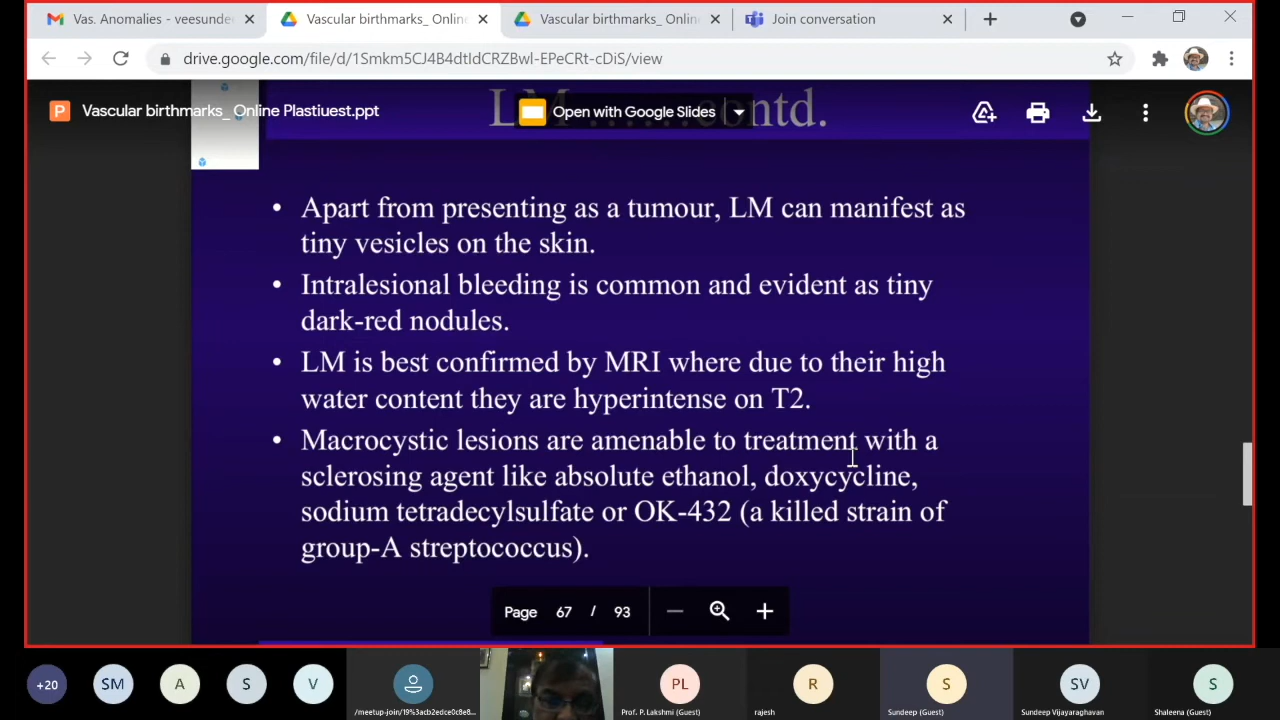 Vas. Anomalies - veesunde
Vascular birthmarks_ Onlin
Vascular birthmarks_ Onlin
Join conversation
drive.google.com/file/d/1Smkm5CJ4B4dtIdCRZBwl-EPeCRt-cDiS/view
Vascular birthmarks_ Online Plastiuest.ppt
Open with Google Slides
contd.
• Apart from presenting as a tumour, LM can manifest as
tiny vesicles on the skin.
• Intralesional bleeding is common and evident as tiny
dark-red nodules.
• LM is best confirmed by MRI where due to their high
water content they are hyperintense on T2.
• Macrocystic lesions are amenable to treatment with a
sclerosing agent like absolute ethanol, doxycycline,
sodium tetradecylsulfate or OK-432 (a killed strain of
group-A streptococcus).
Page 67 / 93
+20
SM
A
S
V
/meetup-join/19%3acb2edce0c8e8...
PL
Prof. P. Lakshmi (Guest)
R
rajesh
S
Sundeep (Guest)
SV
Sundeep Vijayaraghavan
S
Shaleena (Guest)